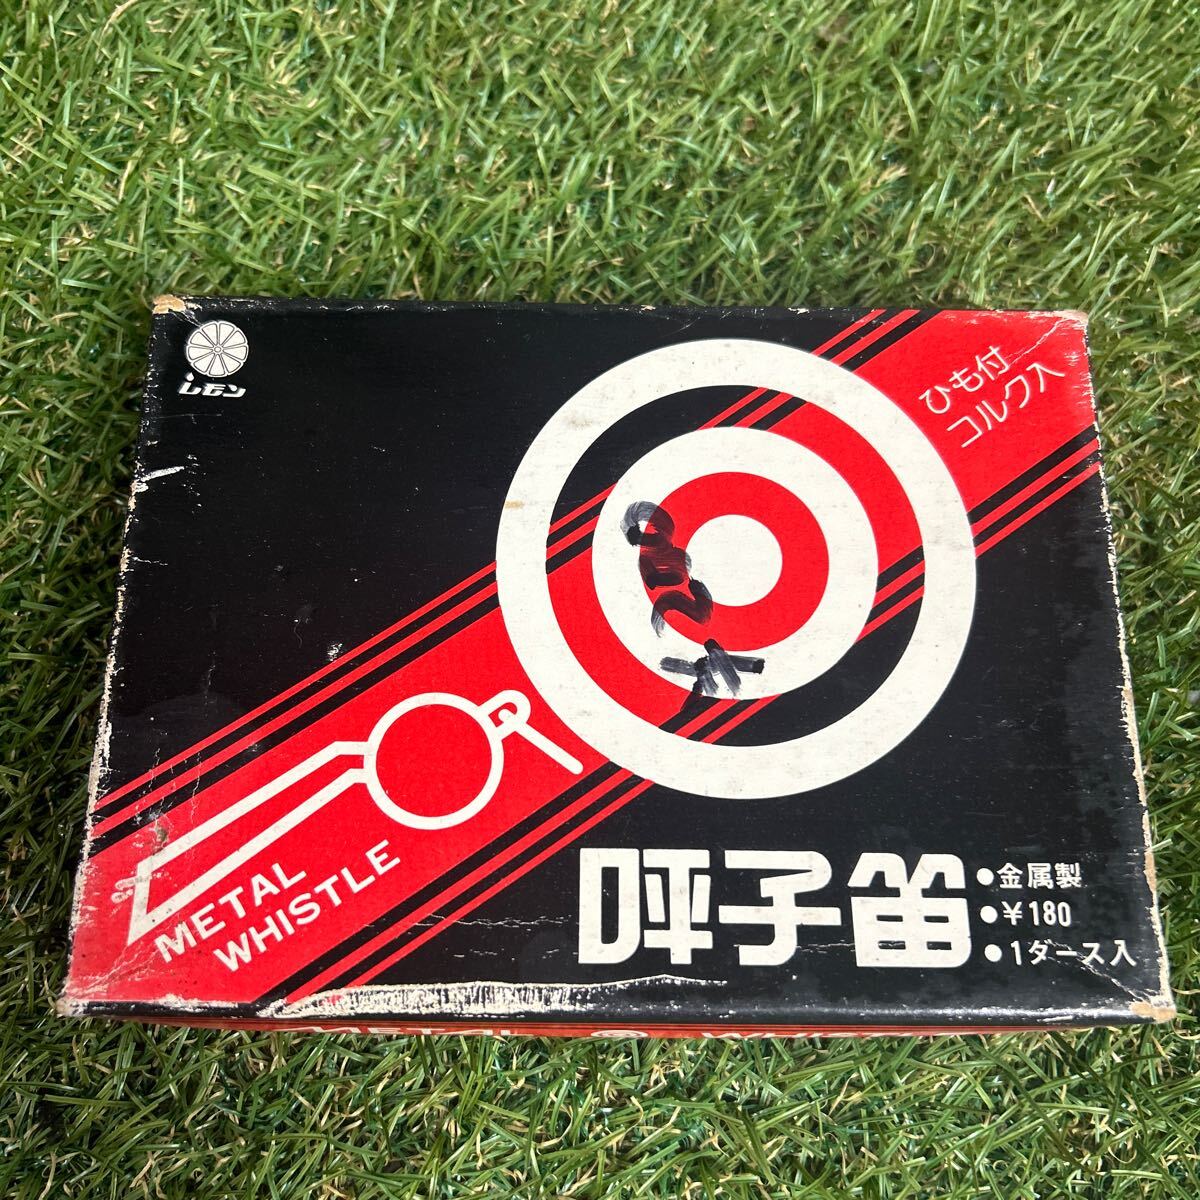 レモン
ひも付
コルク入
METAL
WHISTLE
呼子笛
・金属製
・¥180
・1ダース入
METAL